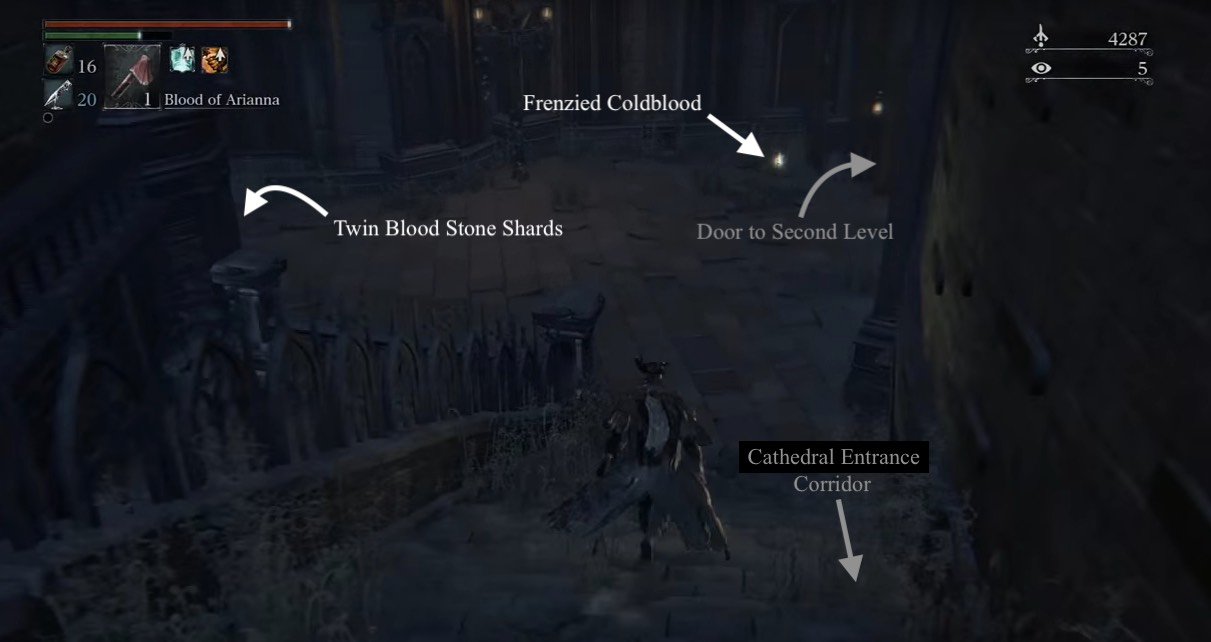 16
20
1 Blood of Arianna
4287
5
Frenzied Coldblood
Twin Blood Stone Shards
Door to Second Level
Cathedral Entrance
Corridor